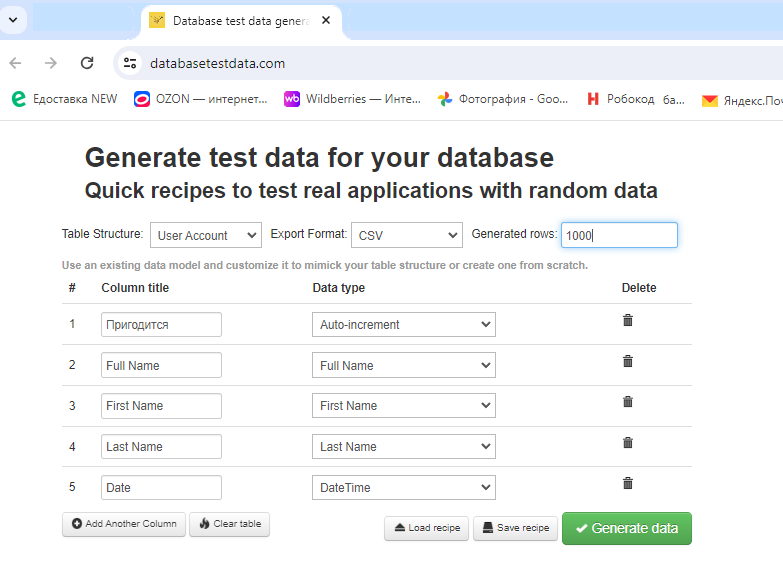 Database test data genera
databasetestdata.com
Едоставка NEW OZON — интернет... Wildberries — Инте... Фотография - Goo... Робокод ба... Яндекс.Поч
Generate test data for your database
Quick recipes to test real applications with random data
Table Structure: User Account Export Format: CSV Generated rows: 1000
Use an existing data model and customize it to mimick your table structure or create one from scratch.
# Column title Data type Delete
1 Пригодится Auto-increment
2 Full Name Full Name
3 First Name First Name
4 Last Name Last Name
5 Date DateTime
Add Another Column Clear table Load recipe Save recipe Generate data